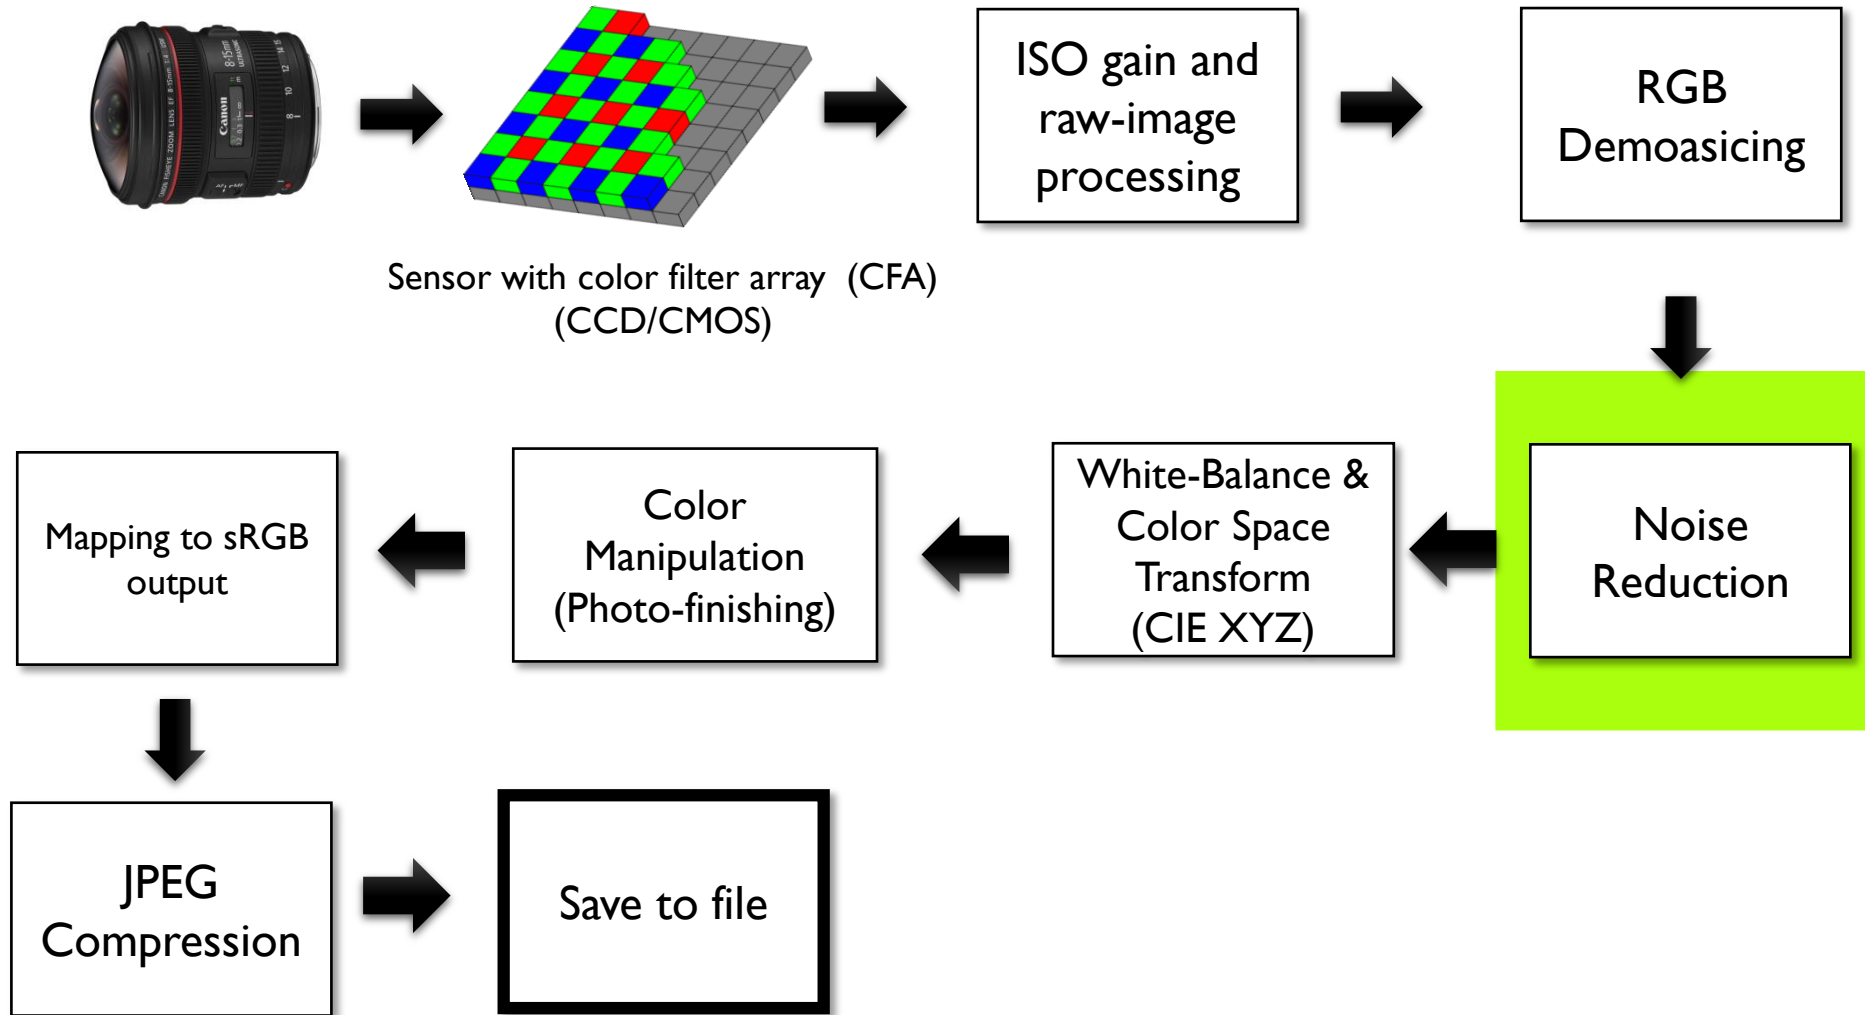 Canon
ISO gain and
raw-image
processing
RGB
Demoasicing
Sensor with color filter array (CFA)
(CCD/CMOS)
Mapping to sRGB
output
Color
Manipulation
(Photo-finishing)
White-Balance &
Color Space
Transform
(CIE XYZ)
Noise
Reduction
JPEG
Compression
Save to file